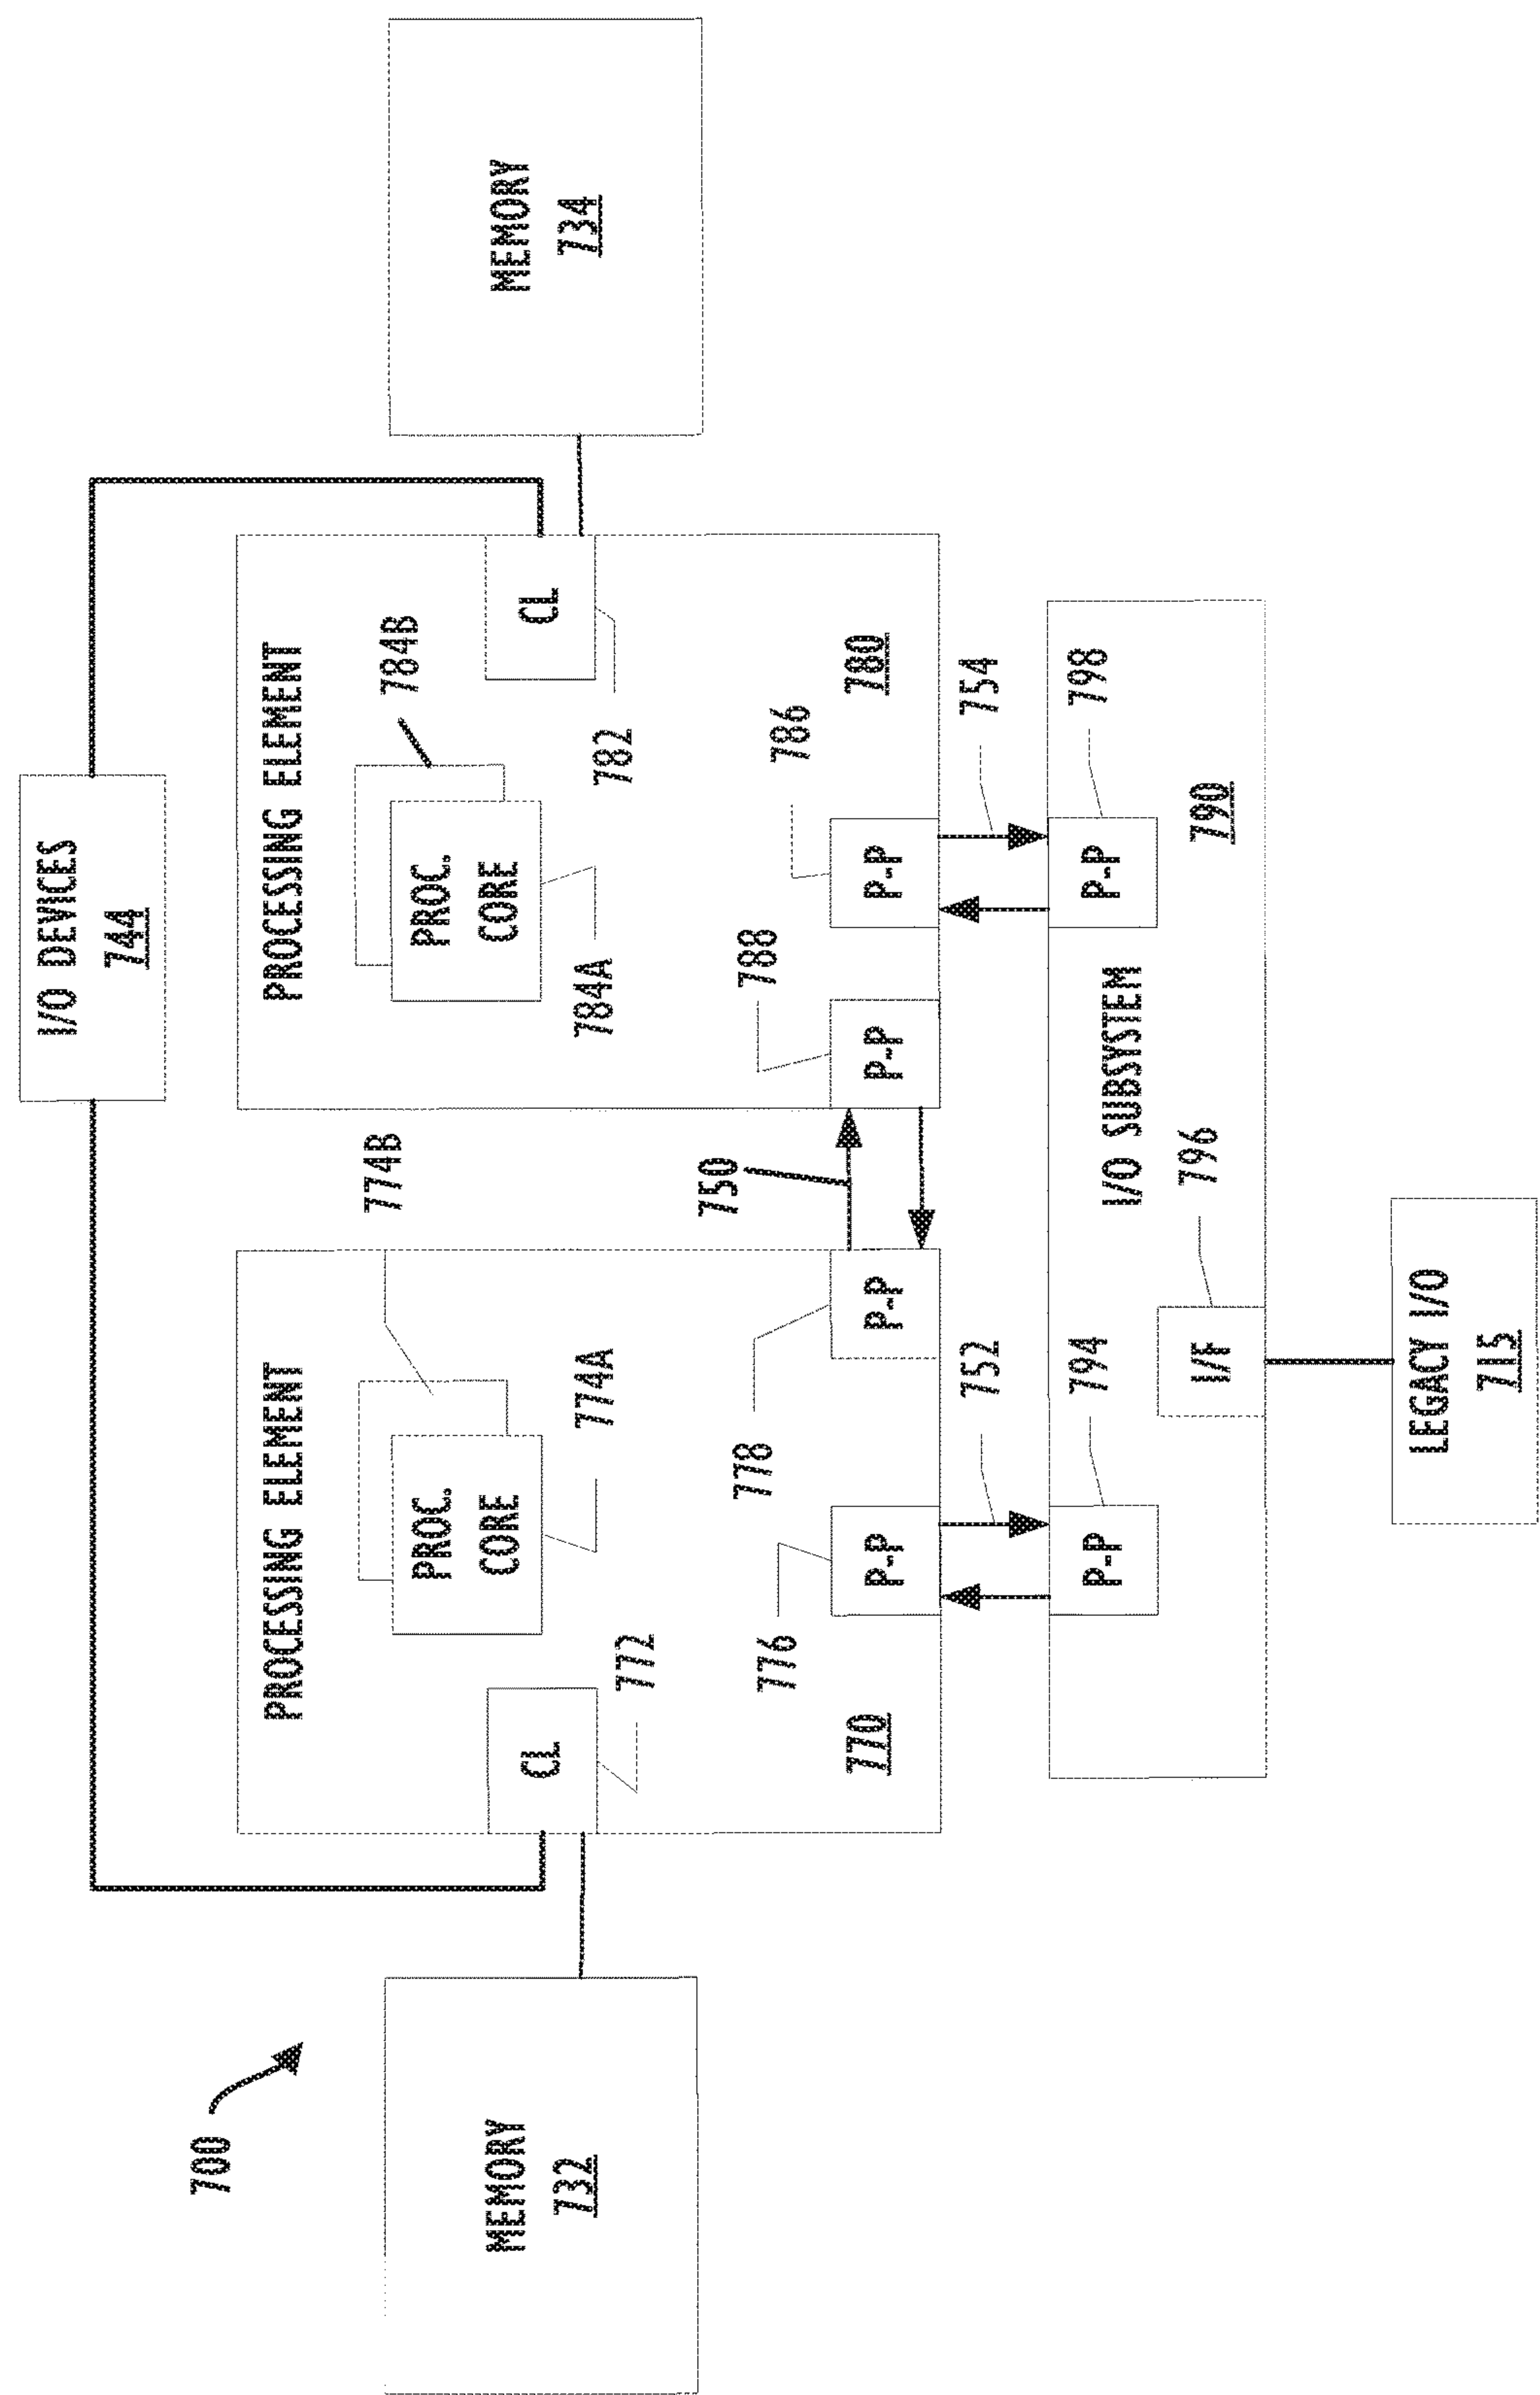 700
I/O DEVICES
744
MEMORY
732
PROCESSING ELEMENT
774B
PROC.
CORE
774A
CL
772
778
776
P-P
P-P
770
750
PROCESSING ELEMENT
784B
PROC.
CORE
784A
CL
782
788
786
P-P
P-P
780
MEMORY
734
752
754
794
798
P-P
P-P
I/O SUBSYSTEM
790
796
I/F
LEGACY I/O
715